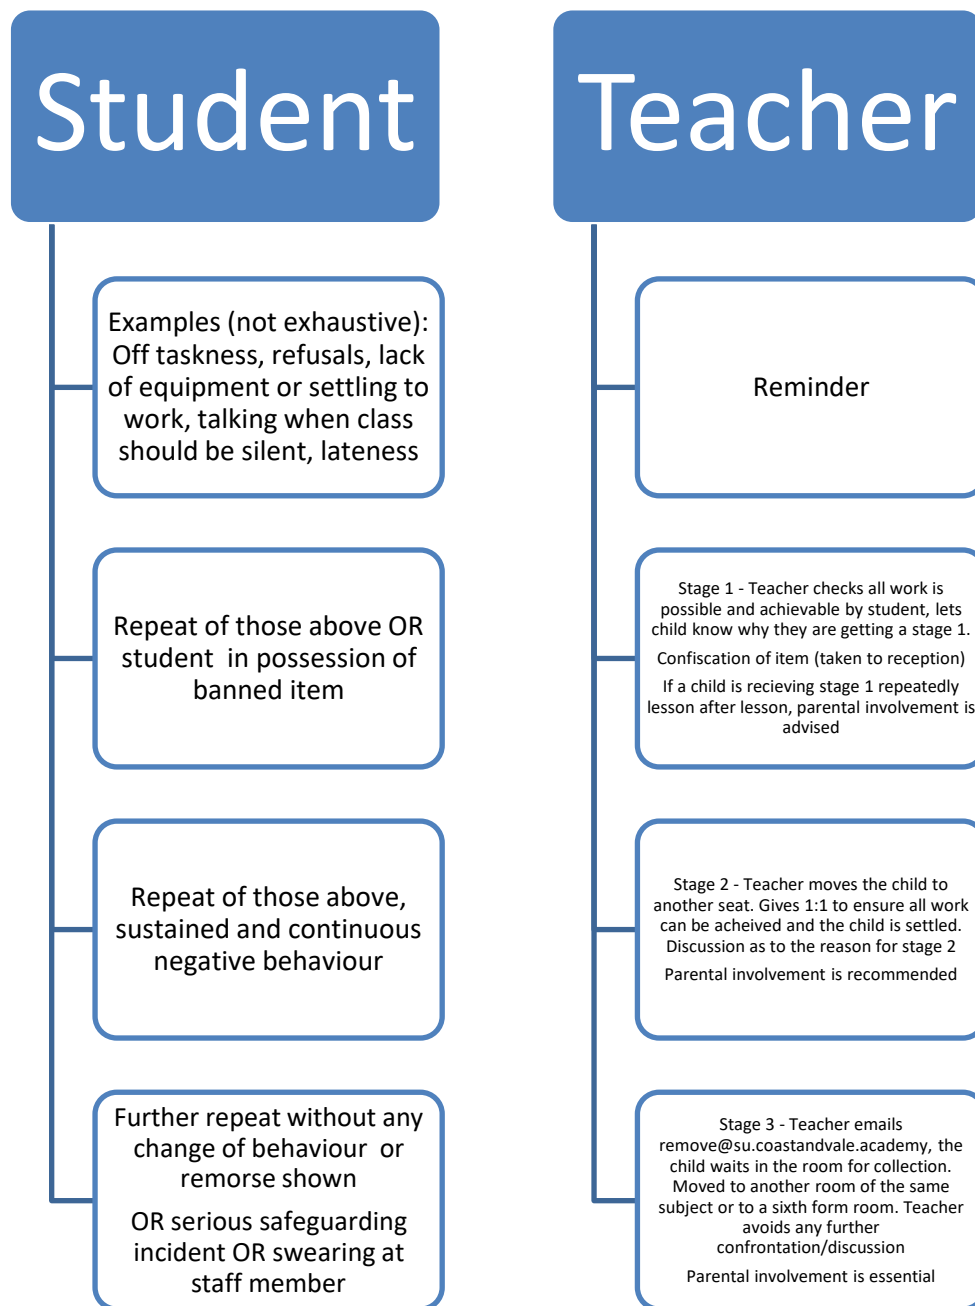 Student
Examples (not exhaustive):
Off taskness, refusals, lack
of equipment or settling to
work, talking when class
should be silent, lateness
Repeat of those above OR
student in possession of
banned item
Repeat of those above,
sustained and continuous
negative behaviour
Further repeat without any
change of behaviour or
remorse shown
OR serious safeguarding
incident OR swearing at
staff member
Teacher
Reminder
Stage 1 - Teacher checks all work is
possible and achievable by student, lets
child know why they are getting a stage 1.
Confiscation of item (taken to reception)
If a child is recieving stage 1 repeatedly
lesson after lesson, parental involvement is
advised
Stage 2 - Teacher moves the child to
another seat. Gives 1:1 to ensure all work
can be acheived and the child is settled.
Discussion as to the reason for stage 2
Parental involvement is recommended
Stage 3 - Teacher emails
remove@su.coastandvale.academy, the
child waits in the room for collection.
Moved to another room of the same
subject or to a sixth form room. Teacher
avoids any further
confrontation/discussion
Parental involvement is essential